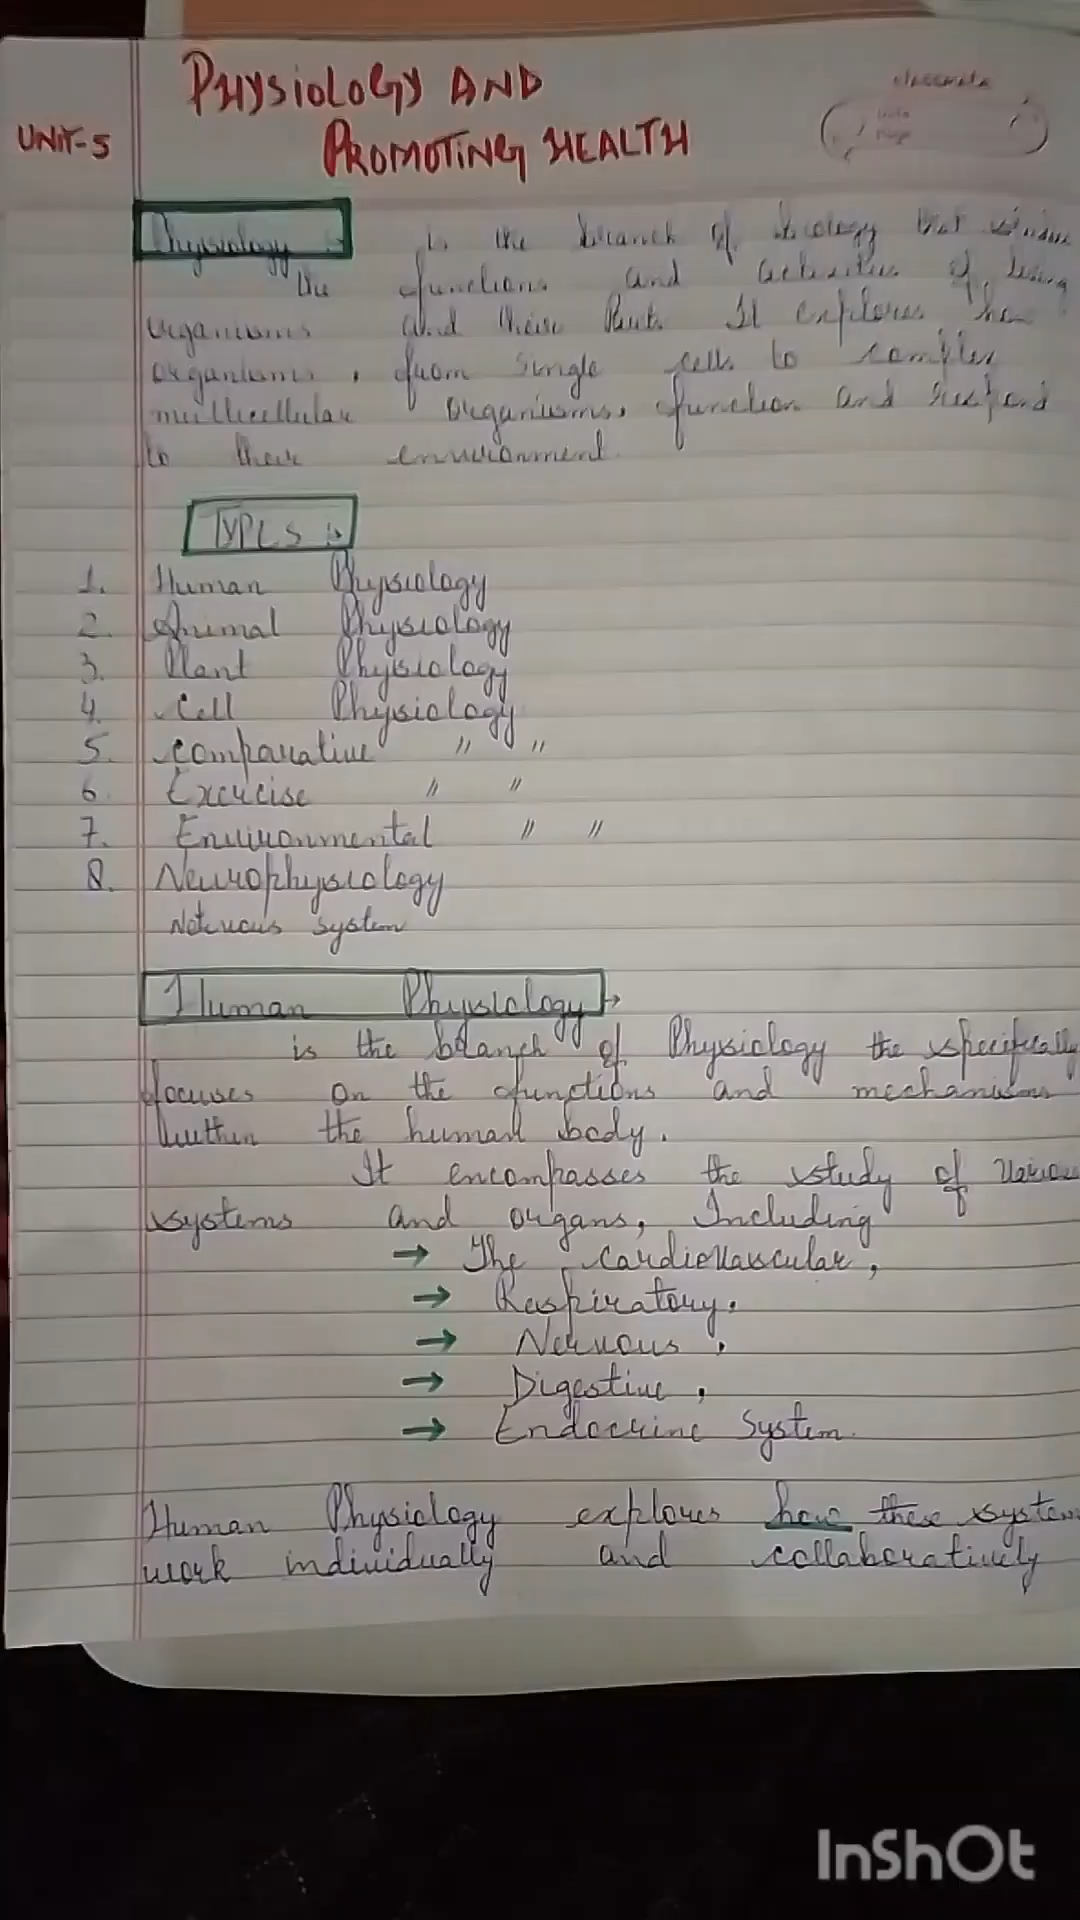 classmate
PHYSIOLOGY AND
UNIT-5
PROMOTING HEALTH
Physiology :-
is the branch of biology that
the functions and activities of living
organisms and their Parts. It explores how
organisms, from single cells to complex
multicellular organisms, function and respond
to their environment.
TYPES :-
1. Human Physiology
2. Animal Physiology
3. Plant Physiology
4. Cell Physiology
5. Comparative " "
6. Exercise " "
7. Environmental " "
8. Neurophysiology
Nervous system
Human Physiology →
is the branch of Physiology the specifically
focuses on the functions and mechanisms
within the human body.
It encompasses the study of various
systems and organs, Including
→ The cardiovascular,
→ Respiratory,
→ Nervous,
→ Digestive,
→ Endocrine System.
Human Physiology explores how these system
work individually and collaboratively
InShOt